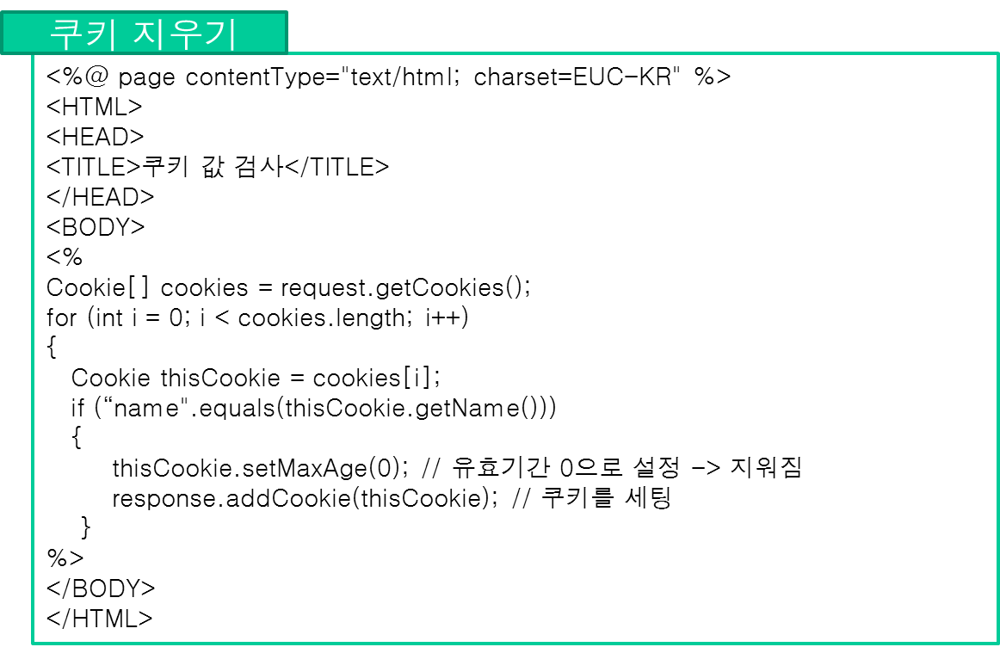 쿠키 지우기
<%@ page contentType="text/html; charset=EUC-KR" %>
<HTML>
<HEAD>
<TITLE>쿠키 값 검사</TITLE>
</HEAD>
<BODY>
<%
Cookie[] cookies = request.getCookies();
for (int i = 0; i < cookies.length; i++)
{
Cookie thisCookie = cookies[i];
if (“name".equals(thisCookie.getName()))
{
thisCookie.setMaxAge(0); // 유효기간 0으로 설정 -> 지워짐
response.addCookie(thisCookie); // 쿠키를 세팅
}
%>
</BODY>
</HTML>